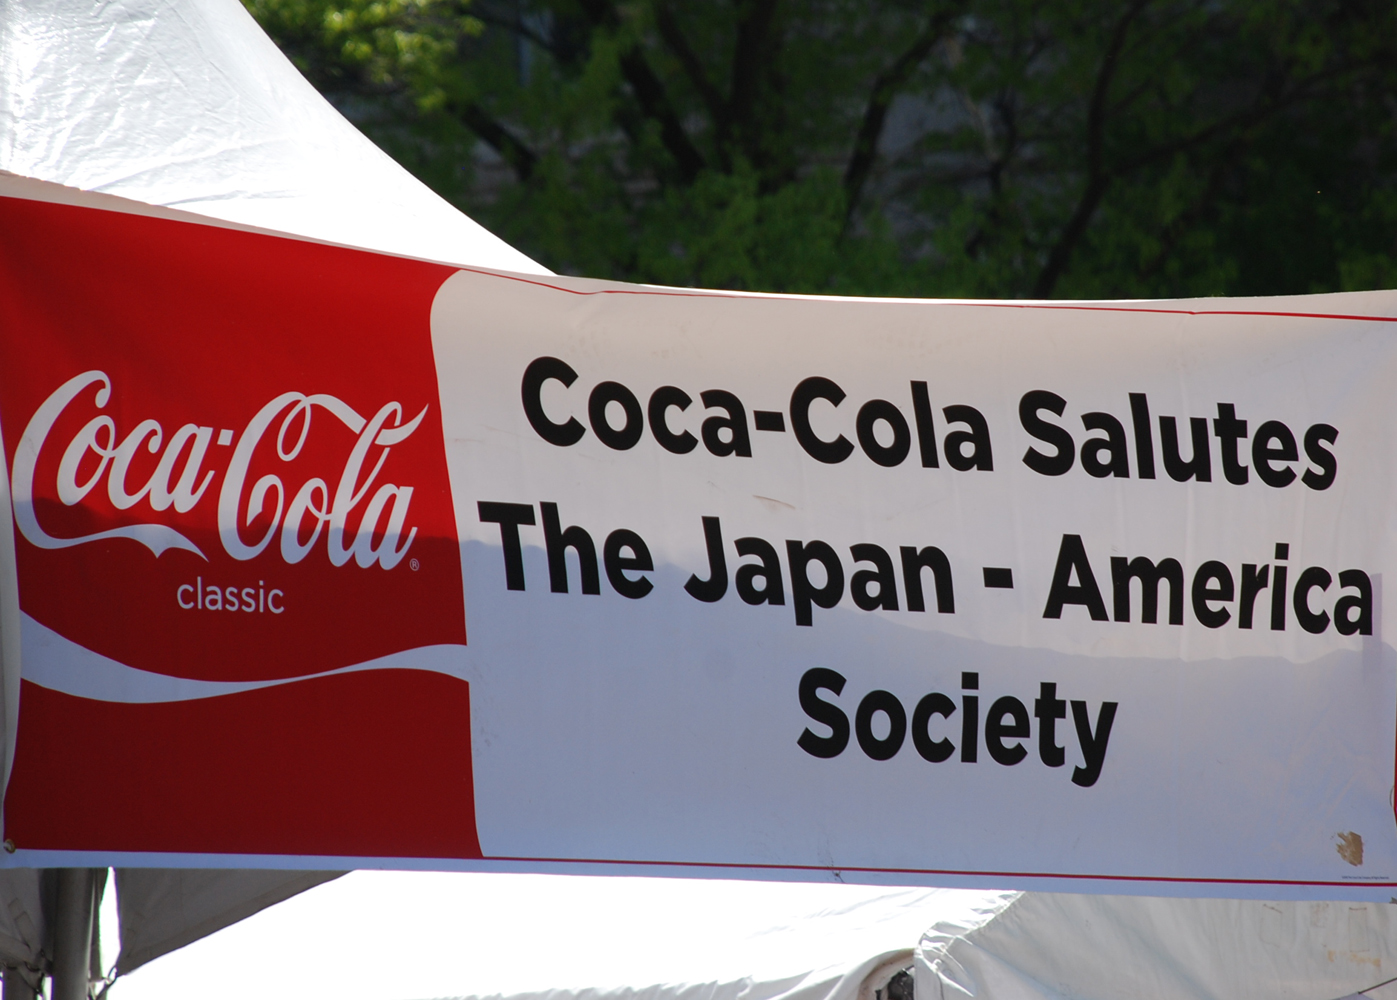 Coca-Cola
®
classic
Coca-Cola Salutes
The Japan - America
Society